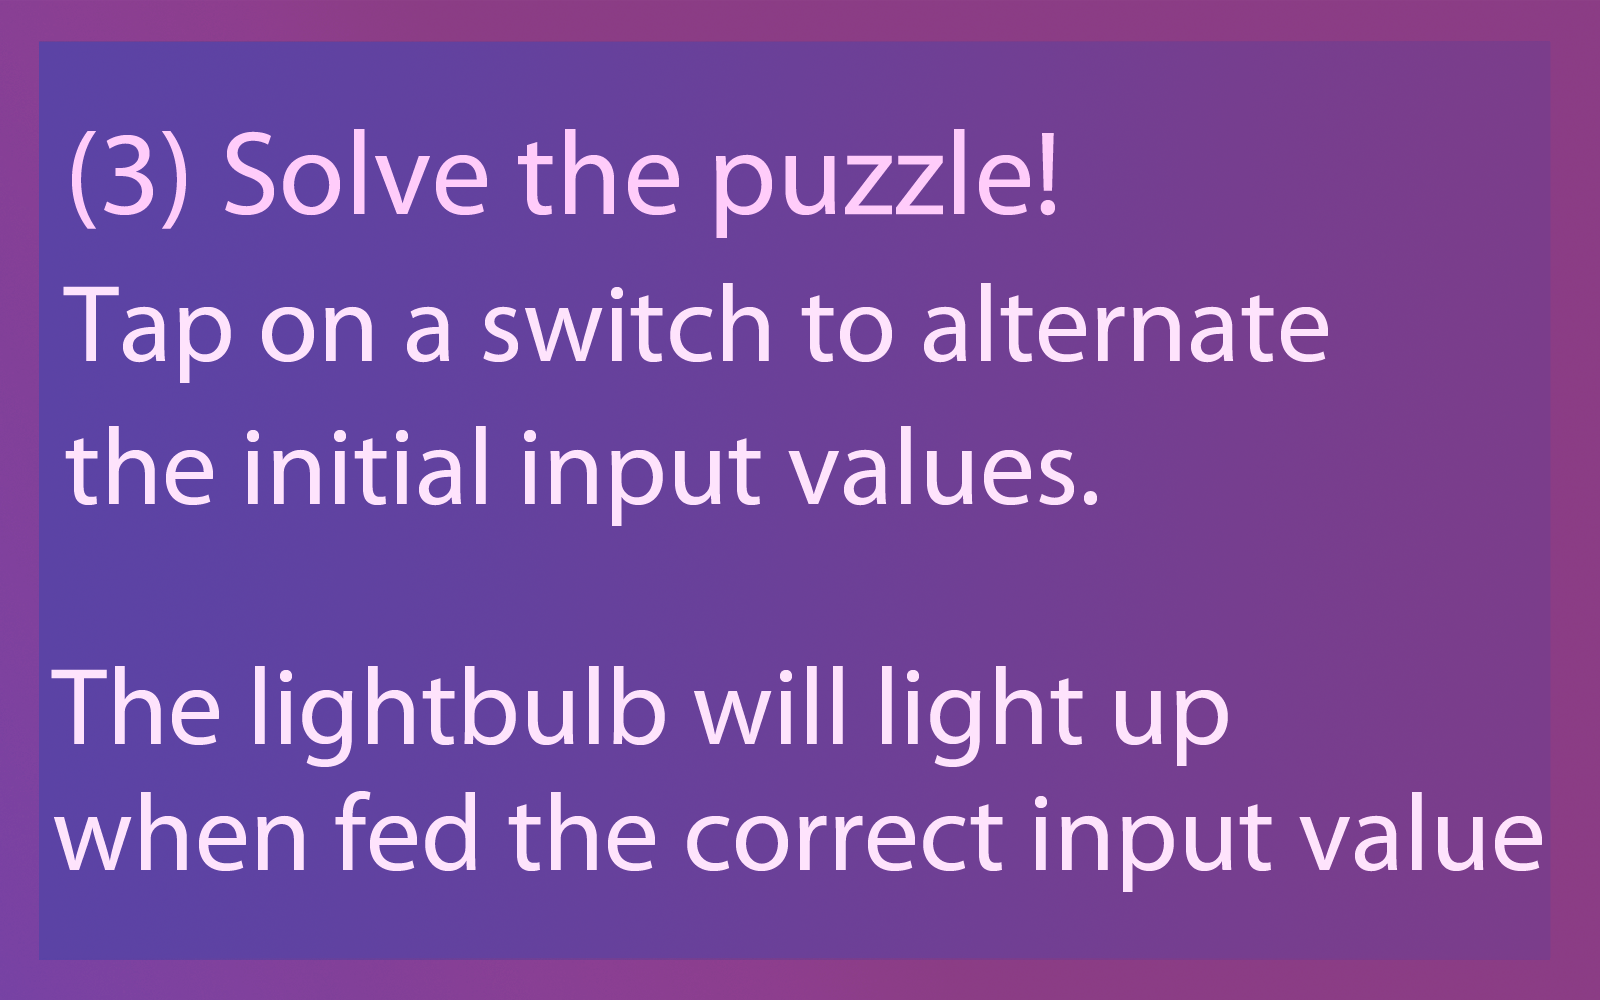 (3) Solve the puzzle!
Tap on a switch to alternate
the initial input values.
The lightbulb will light up
when fed the correct input value